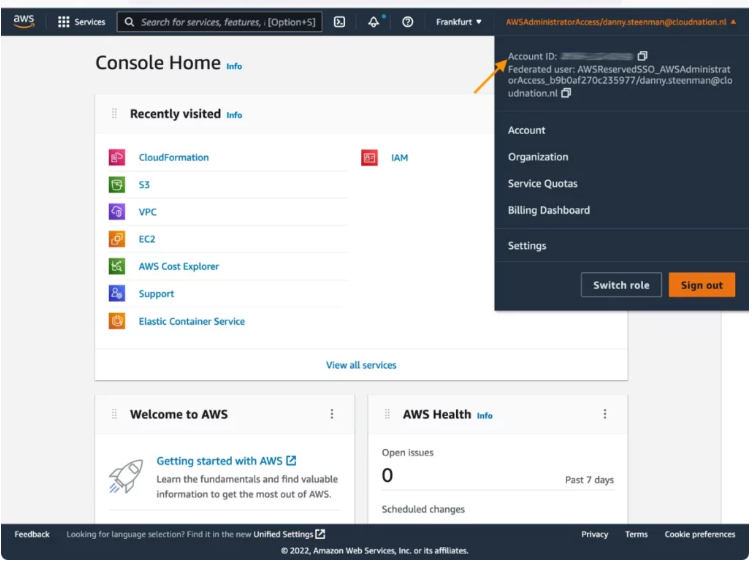 aws
Services
Search for services, features, [Option+S]
Frankfurt ▼
AWSAdministratorAccess/danny.steenman@cloudnation.nl ▲
Account ID:
Federated user: AWSReservedSSO_AWSAdministrat
orAccess_b9b0af270c235977/danny.steenman@clo
udnation.nl
Account
Organization
Service Quotas
Billing Dashboard
Settings
Switch role
Sign out
Console Home Info
Recently visited Info
CloudFormation
S3
VPC
EC2
AWS Cost Explorer
Support
Elastic Container Service
IAM
View all services
Welcome to AWS
Getting started with AWS
Learn the fundamentals and find valuable
information to get the most out of AWS.
AWS Health Info
Open issues
0
Past 7 days
Scheduled changes
Feedback
Looking for language selection? Find it in the new Unified Settings
Privacy
Terms
Cookie preferences
© 2022, Amazon Web Services, Inc. or its affiliates.